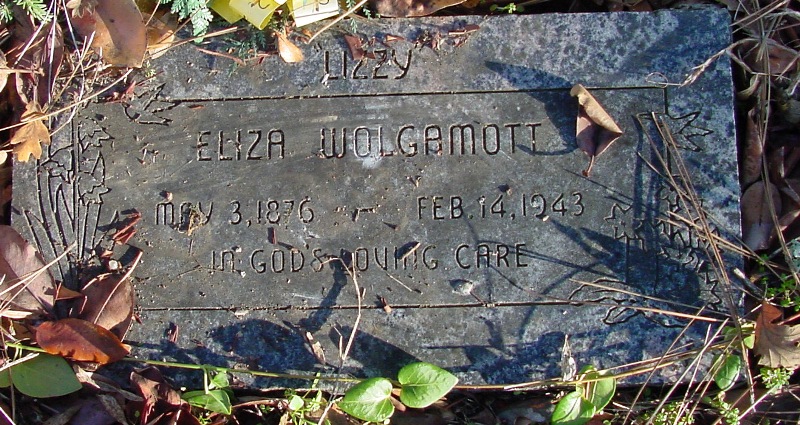 "LIZZY"
ELIZA WOLGAMOTT
MAY 3, 1876 - FEB. 14, 1943
IN GOD'S LOVING CARE